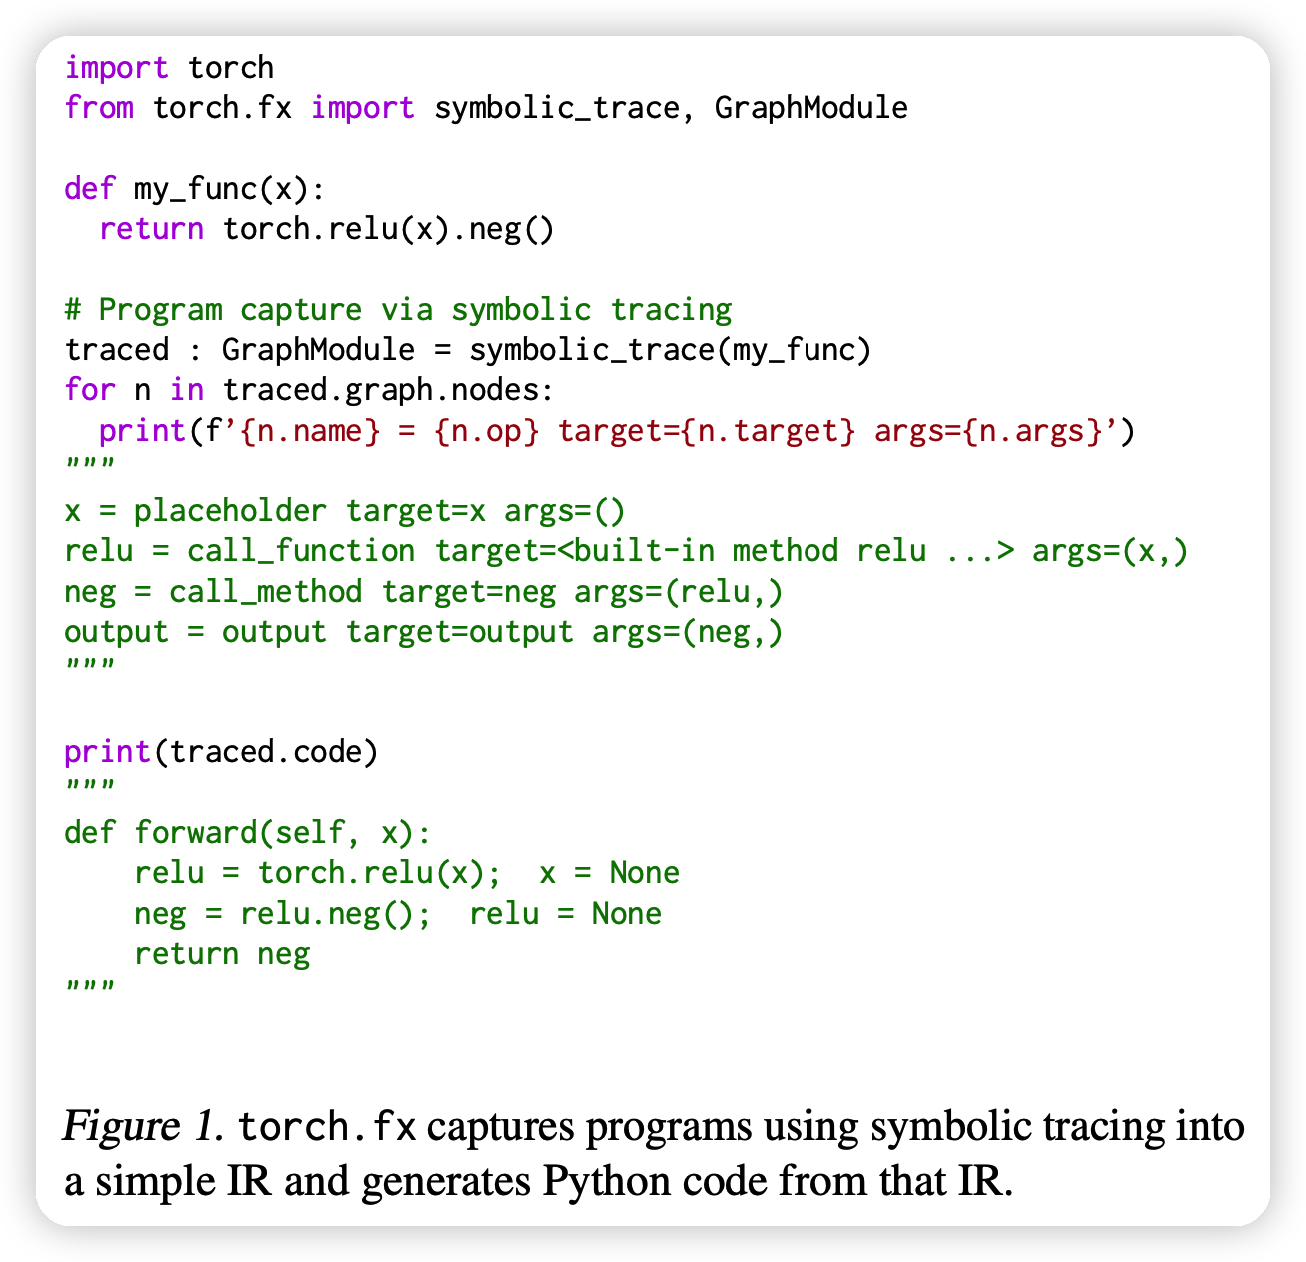 import torch
from torch.fx import symbolic_trace, GraphModule
def my_func(x):
  return torch.relu(x).neg()
# Program capture via symbolic tracing
traced : GraphModule = symbolic_trace(my_func)
for n in traced.graph.nodes:
  print(f’{n.name} = {n.op} target={n.target} args={n.args}’)
"""
x = placeholder target=x args=()
relu = call_function target=<built-in method relu ...> args=(x,)
neg = call_method target=neg args=(relu,)
output = output target=output args=(neg,)
"""
print(traced.code)
"""
def forward(self, x):
    relu = torch.relu(x);  x = None
    neg = relu.neg();  relu = None
    return neg
"""
Figure 1. torch.fx captures programs using symbolic tracing into
a simple IR and generates Python code from that IR.